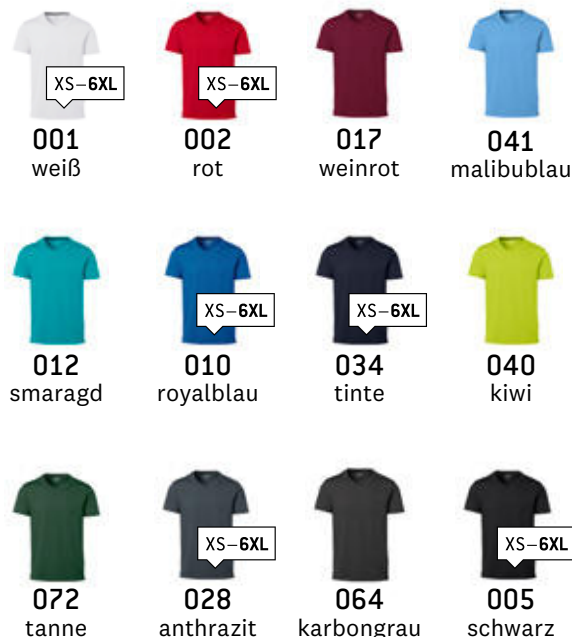 XS–6XL XS–6XL
001 002 017 041
weiß rot weinrot malibublau
XS–6XL XS–6XL
012 010 034 040
smaragd royalblau tinte kiwi
XS–6XL XS–6XL
072 028 064 005
tanne anthrazit karbongrau schwarz